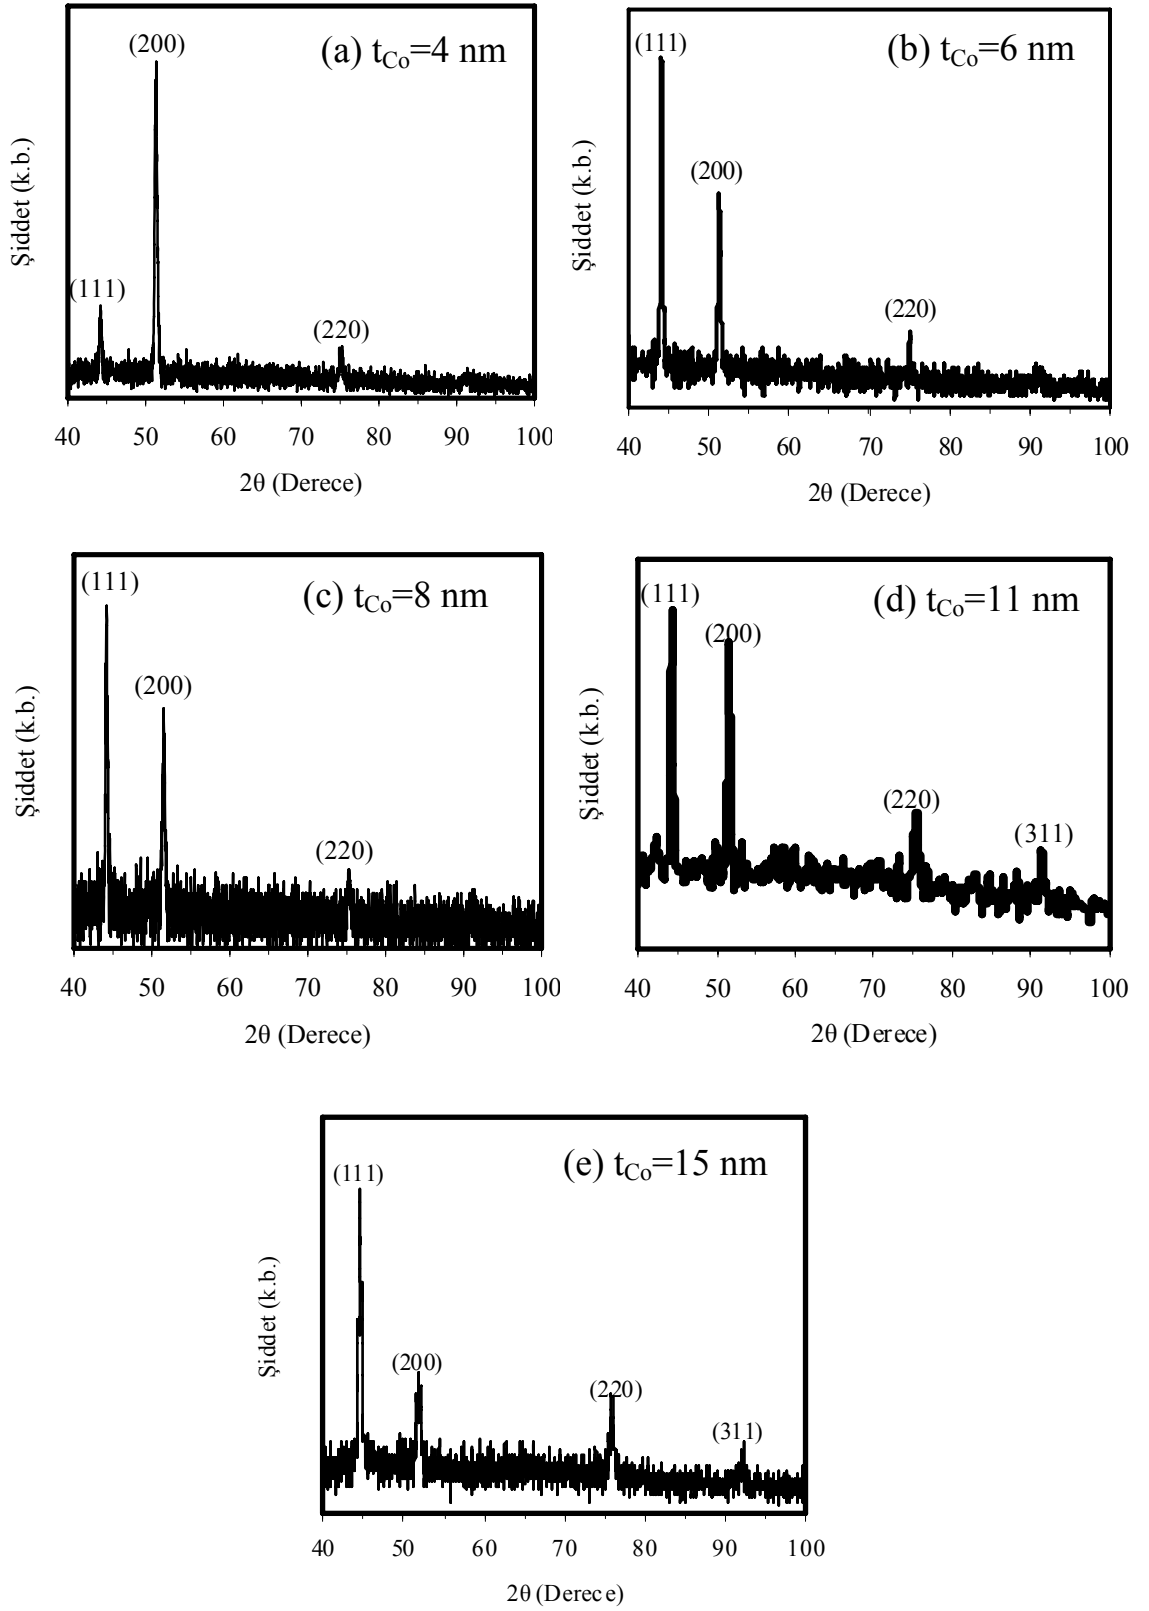 (a) tCo=4 nm
(200)
(111)
(220)
Şiddet (k.b.)
40 50 60 70 80 90 100
2θ (Derece)
(b) tCo=6 nm
(111)
(200)
(220)
Şiddet (k.b.)
40 50 60 70 80 90 100
2θ (Derece)
(c) tCo=8 nm
(111)
(200)
(220)
Şiddet (k.b.)
40 50 60 70 80 90 100
2θ (Derece)
(d) tCo=11 nm
(111)
(200)
(220)
(311)
Şiddet (k.b.)
40 50 60 70 80 90 100
2θ (Derece)
(e) tCo=15 nm
(111)
(200)
(220)
(311)
Şiddet (k.b.)
40 50 60 70 80 90 100
2θ (Derece)